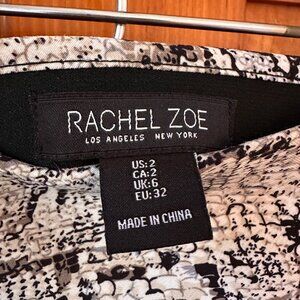 RACHEL ZOE
LOS ANGELES NEW YORK
US:2
CA:2
UK:6
EU:32
MADE IN CHINA